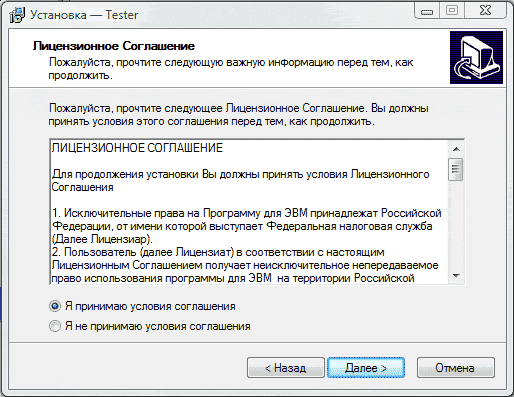 Установка — Tester
Лицензионное Соглашение
Пожалуйста, прочтите следующую важную информацию перед тем, как
продолжить.
Пожалуйста, прочтите следующее Лицензионное Соглашение. Вы должны
принять условия этого соглашения перед тем, как продолжить.
ЛИЦЕНЗИОННОЕ СОГЛАШЕНИЕ
Для продолжения установки Вы должны принять условия Лицензионного
Соглашения
1. Исключительные права на Программу для ЭВМ принадлежат Российской
Федерации, от имени которой выступает Федеральная налоговая служба
(Далее Лицензиар).
2. Пользователь (далее Лицензиат) в соответствии с настоящим
Лицензионным Соглашением получает неисключительное непередаваемое
право использования программы для ЭВМ на территории Российской
Я принимаю условия соглашения
Я не принимаю условия соглашения
< Назад
Далее >
Отмена